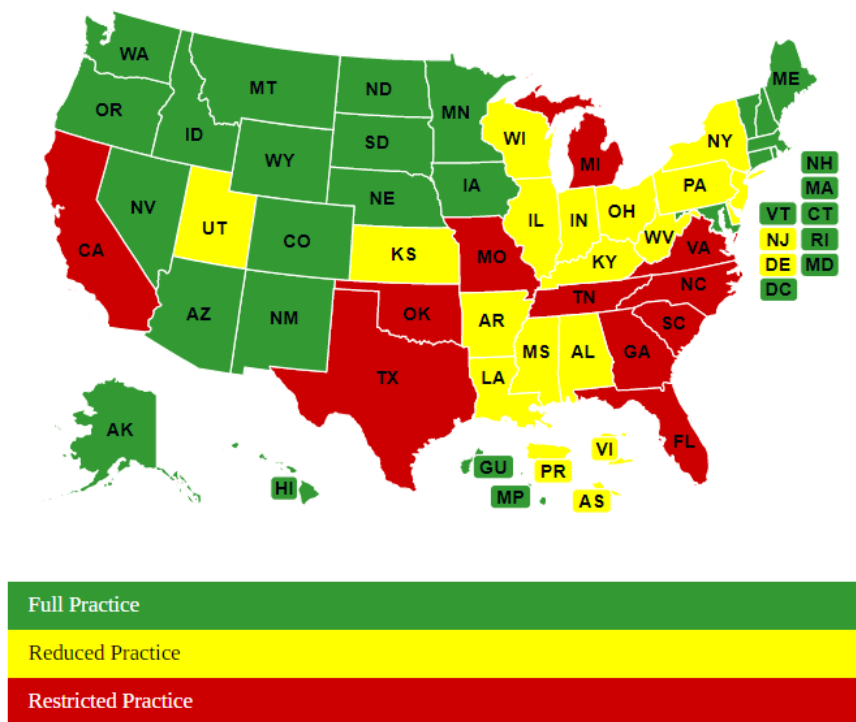 WA
MT
ND
MN
ME
OR
ID
SD
WI
NY
WY
MI
NH
IA
PA
MA
NE
NV
OH
VT
CT
UT
IL
IN
CO
WV
NJ
RI
CA
KS
MO
KY
VA
DE
MD
NC
DC
TN
AZ
NM
OK
AR
SC
MS
AL
GA
TX
LA
AK
FL
VI
GU
PR
HI
MP
AS
Full Practice
Reduced Practice
Restricted Practice